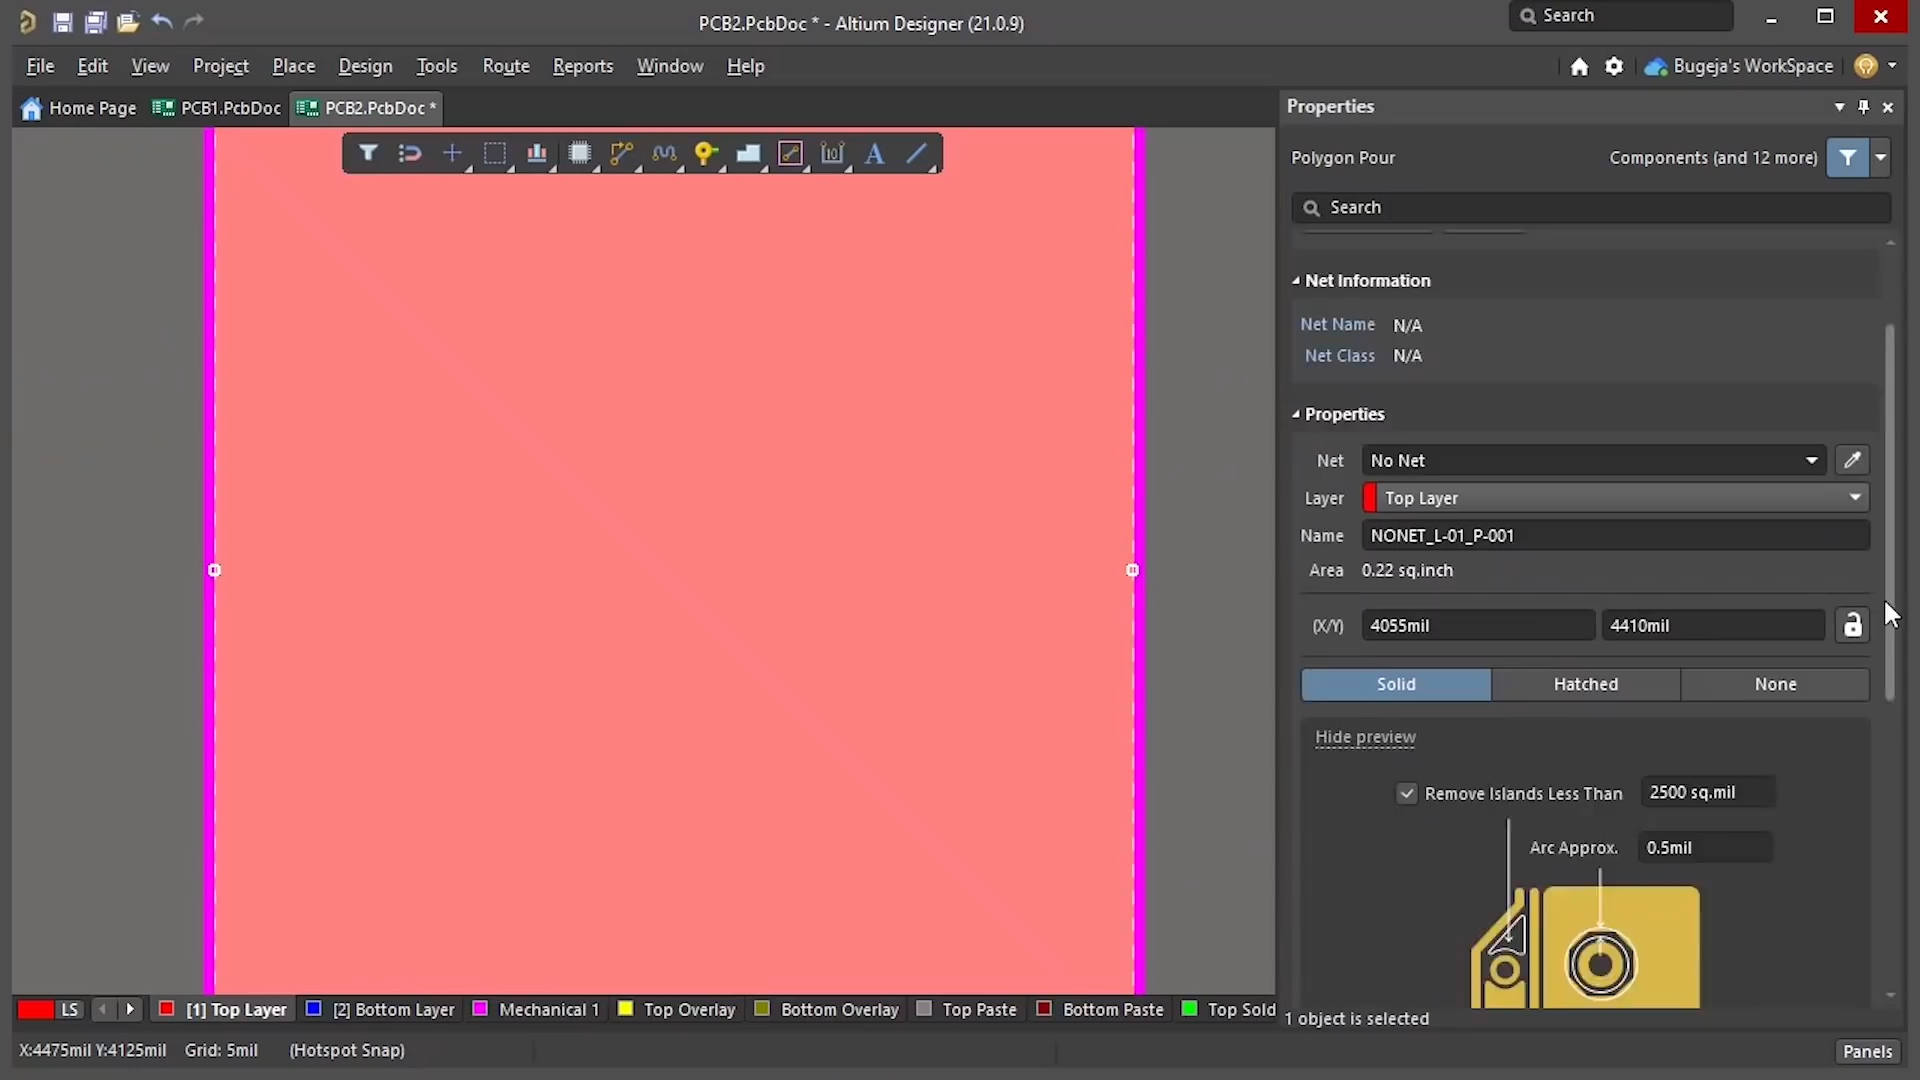 PCB2.PcbDoc * - Altium Designer (21.0.9)
Search
File Edit View Project Place Design Tools Route Reports Window Help
Bugeja's WorkSpace
Home Page PCB1.PcbDoc PCB2.PcbDoc *
Properties
Polygon Pour Components (and 12 more)
Search
Net Information
Net Name N/A
Net Class N/A
Properties
Net No Net
Layer Top Layer
Name NONET_L-01_P-001
Area 0.22 sq.inch
(X/Y) 4055mil 4410mil
Solid Hatched None
Hide preview
Remove Islands Less Than 2500 sq.mil
Arc Approx. 0.5mil
LS [1] Top Layer [2] Bottom Layer Mechanical 1 Top Overlay Bottom Overlay Top Paste Bottom Paste Top Sold
1 object is selected
X:4475mil Y:4125mil Grid: 5mil (Hotspot Snap)
Panels